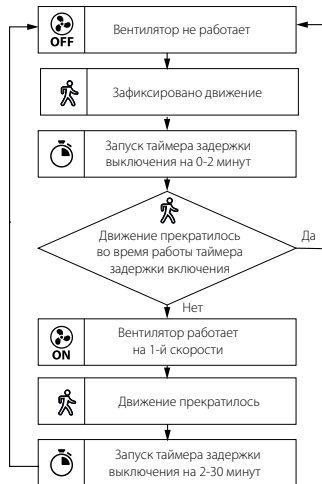 OFF
Вентилятор не работает
Зафиксировано движение
Запуск таймера задержки
выключения на 0-2 минут
Движение прекратилось
во время работы таймера
задержки включения
Да
Нет
ON
Вентилятор работает
на 1-й скорости
Движение прекратилось
Запуск таймера задержки
выключения на 2-30 минут